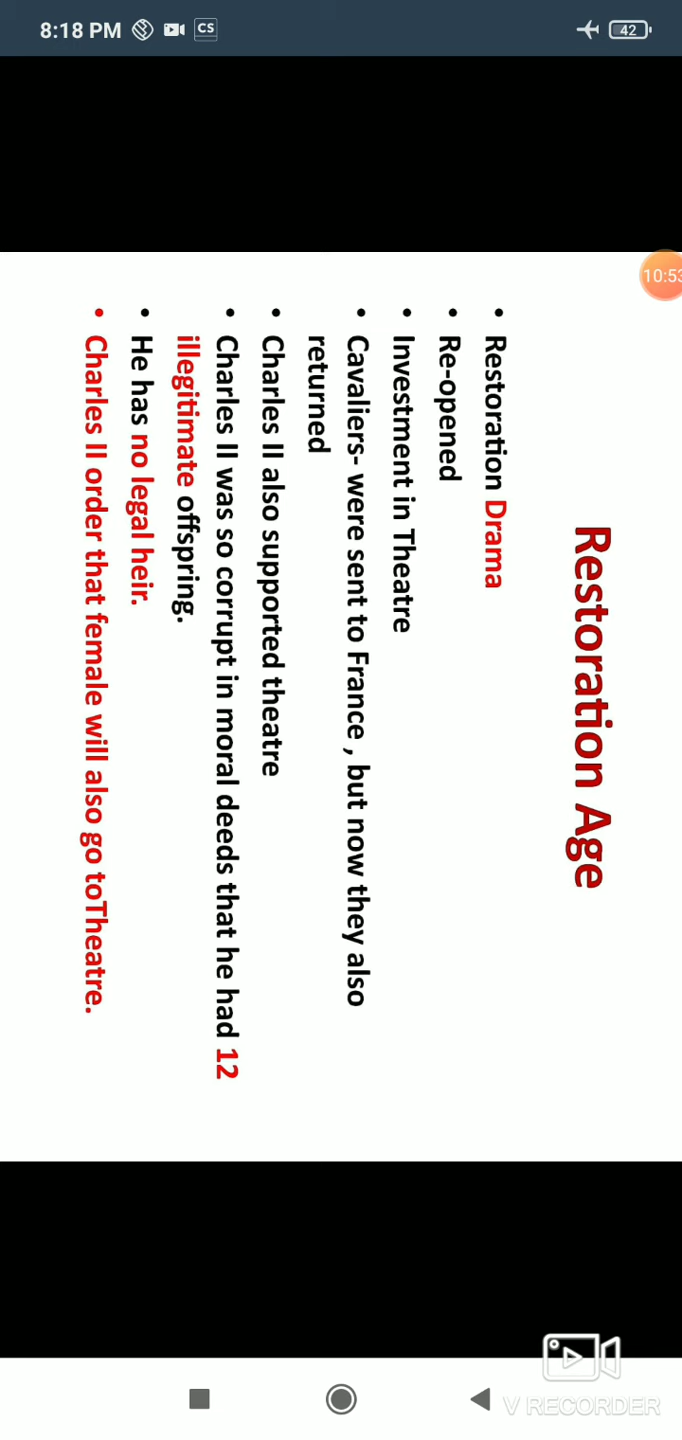 8:18 PM CS 42
10:53
Restoration Age
• Restoration Drama
• Re-opened
• Investment in Theatre
• Cavaliers- were sent to France , but now they also
returned
• Charles II also supported theatre
• Charles II was so corrupt in moral deeds that he had 12
illegitimate offspring.
• He has no legal heir.
• Charles II order that female will also go toTheatre.
V RECORDER